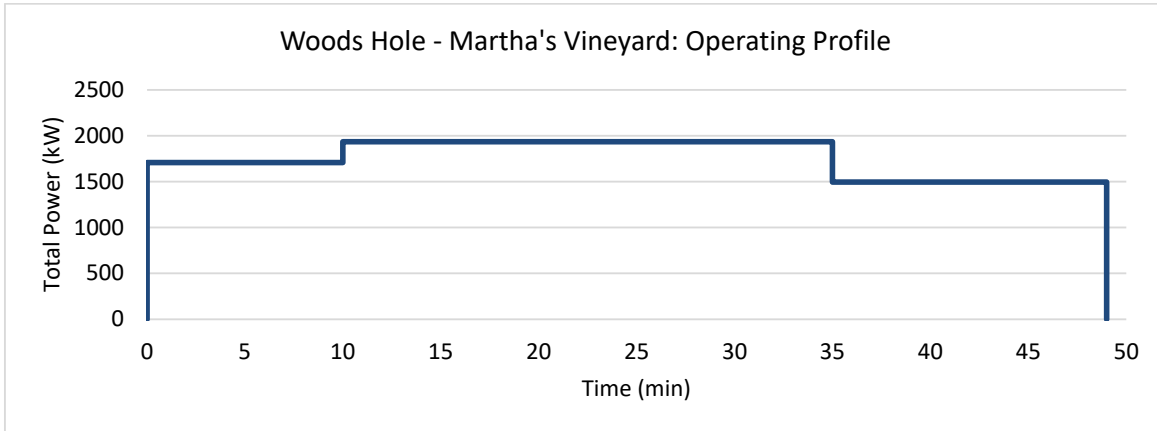 Woods Hole - Martha's Vineyard: Operating Profile
Total Power (kW)
2500
2000
1500
1000
500
0
0 5 10 15 20 25 30 35 40 45 50
Time (min)